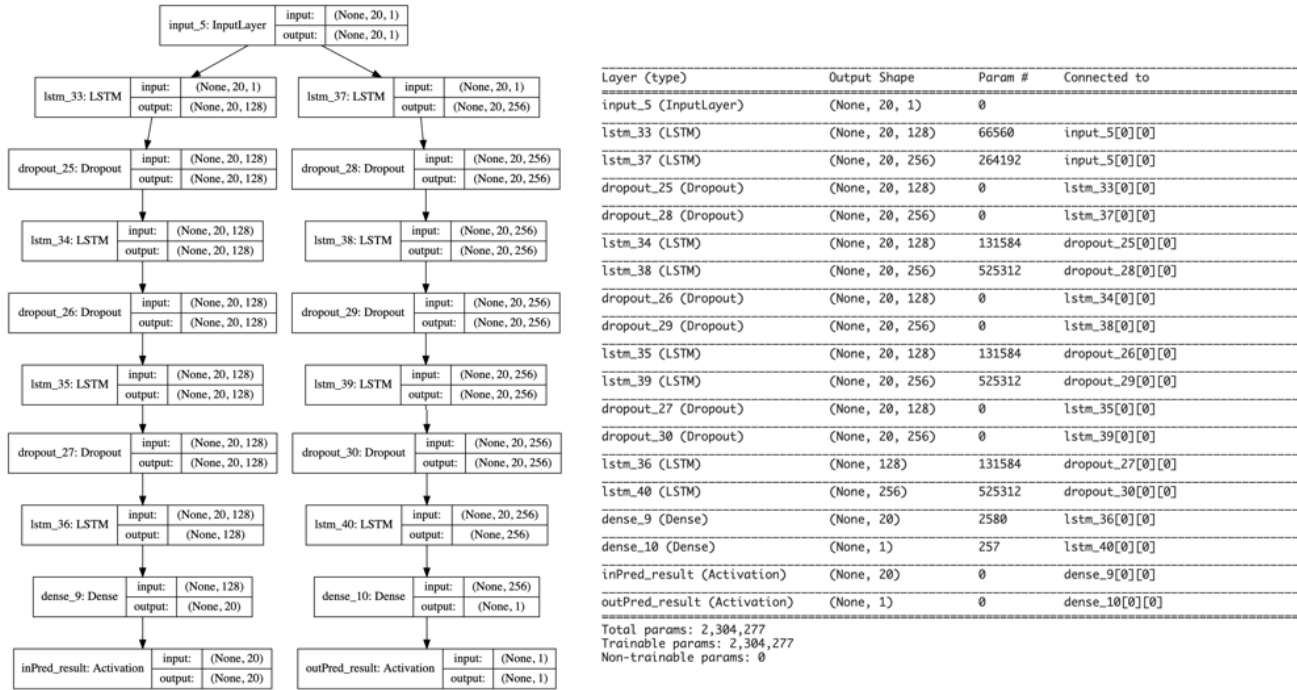 input_5: InputLayer input: (None, 20, 1)
output: (None, 20, 1)
lstm_33: LSTM input: (None, 20, 1)
output: (None, 20, 128)
lstm_37: LSTM input: (None, 20, 1)
output: (None, 20, 256)
dropout_25: Dropout input: (None, 20, 128)
output: (None, 20, 128)
dropout_28: Dropout input: (None, 20, 256)
output: (None, 20, 256)
lstm_34: LSTM input: (None, 20, 128)
output: (None, 20, 128)
lstm_38: LSTM input: (None, 20, 256)
output: (None, 20, 256)
dropout_26: Dropout input: (None, 20, 128)
output: (None, 20, 128)
dropout_29: Dropout input: (None, 20, 256)
output: (None, 20, 256)
lstm_35: LSTM input: (None, 20, 128)
output: (None, 20, 128)
lstm_39: LSTM input: (None, 20, 256)
output: (None, 20, 256)
dropout_27: Dropout input: (None, 20, 128)
output: (None, 20, 128)
dropout_30: Dropout input: (None, 20, 256)
output: (None, 20, 256)
lstm_36: LSTM input: (None, 20, 128)
output: (None, 128)
lstm_40: LSTM input: (None, 20, 256)
output: (None, 256)
dense_9: Dense input: (None, 128)
output: (None, 20)
dense_10: Dense input: (None, 256)
output: (None, 1)
inPred_result: Activation input: (None, 20)
output: (None, 20)
outPred_result: Activation input: (None, 1)
output: (None, 1)
Layer (type) Output Shape Param # Connected to
input_5 (InputLayer) (None, 20, 1) 0
lstm_33 (LSTM) (None, 20, 128) 66560 input_5[0][0]
lstm_37 (LSTM) (None, 20, 256) 264192 input_5[0][0]
dropout_25 (Dropout) (None, 20, 128) 0 lstm_33[0][0]
dropout_28 (Dropout) (None, 20, 256) 0 lstm_37[0][0]
lstm_34 (LSTM) (None, 20, 128) 131584 dropout_25[0][0]
lstm_38 (LSTM) (None, 20, 256) 525312 dropout_28[0][0]
dropout_26 (Dropout) (None, 20, 128) 0 lstm_34[0][0]
dropout_29 (Dropout) (None, 20, 256) 0 lstm_38[0][0]
lstm_35 (LSTM) (None, 20, 128) 131584 dropout_26[0][0]
lstm_39 (LSTM) (None, 20, 256) 525312 dropout_29[0][0]
dropout_27 (Dropout) (None, 20, 128) 0 lstm_35[0][0]
dropout_30 (Dropout) (None, 20, 256) 0 lstm_39[0][0]
lstm_36 (LSTM) (None, 128) 131584 dropout_27[0][0]
lstm_40 (LSTM) (None, 256) 525312 dropout_30[0][0]
dense_9 (Dense) (None, 20) 2580 lstm_36[0][0]
dense_10 (Dense) (None, 1) 257 lstm_40[0][0]
inPred_result (Activation) (None, 20) 0 dense_9[0][0]
outPred_result (Activation) (None, 1) 0 dense_10[0][0]
Total params: 2,304,277
Trainable params: 2,304,277
Non-trainable params: 0